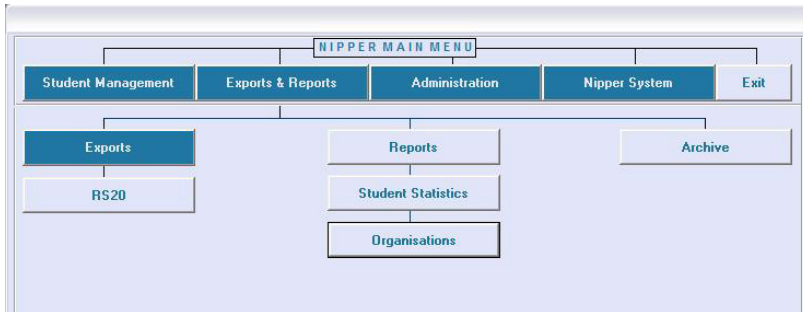 NIPPER MAIN MENU
Student Management Exports & Reports Administration Nipper System Exit
Exports Reports Archive
RS20 Student Statistics
Organisations